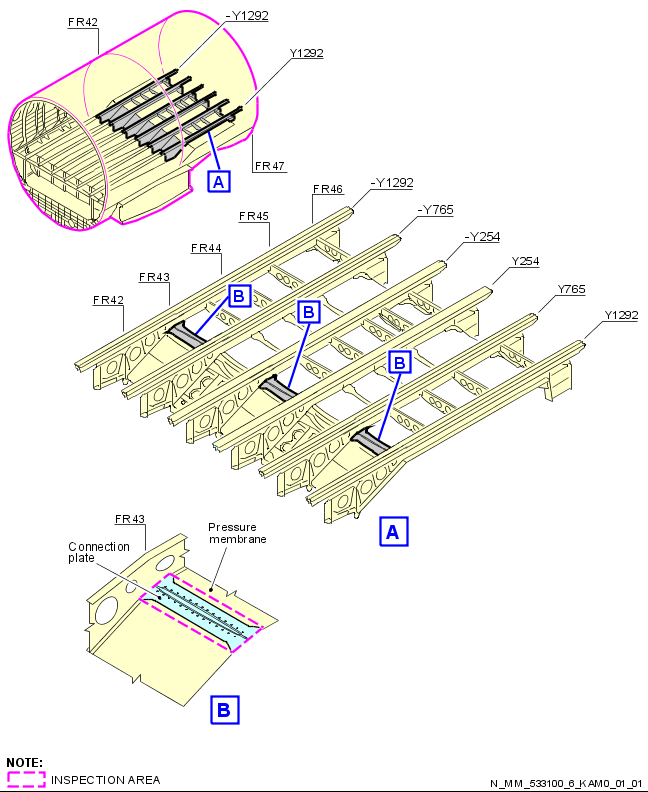 FR42
-Y1292
Y1292
FR47
A
FR46
-Y1292
FR45
-Y765
FR44
-Y254
FR43
Y254
FR42
Y765
Y1292
B
B
B
A
FR43
Pressure
membrane
Connection
plate
B
NOTE:
INSPECTION AREA
N_MM_533100_6_KAM0_01_01